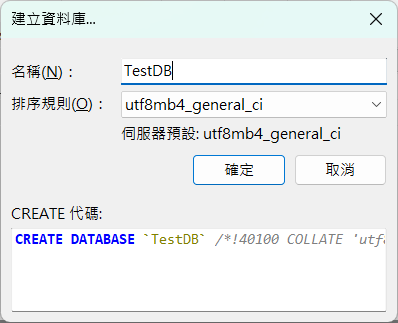 建立資料庫...
名稱(N)：
TestDB
排序規則(O)：
utf8mb4_general_ci
伺服器預設: utf8mb4_general_ci
確定
取消
CREATE 代碼:
CREATE DATABASE `TestDB` /*!40100 COLLATE 'utf8